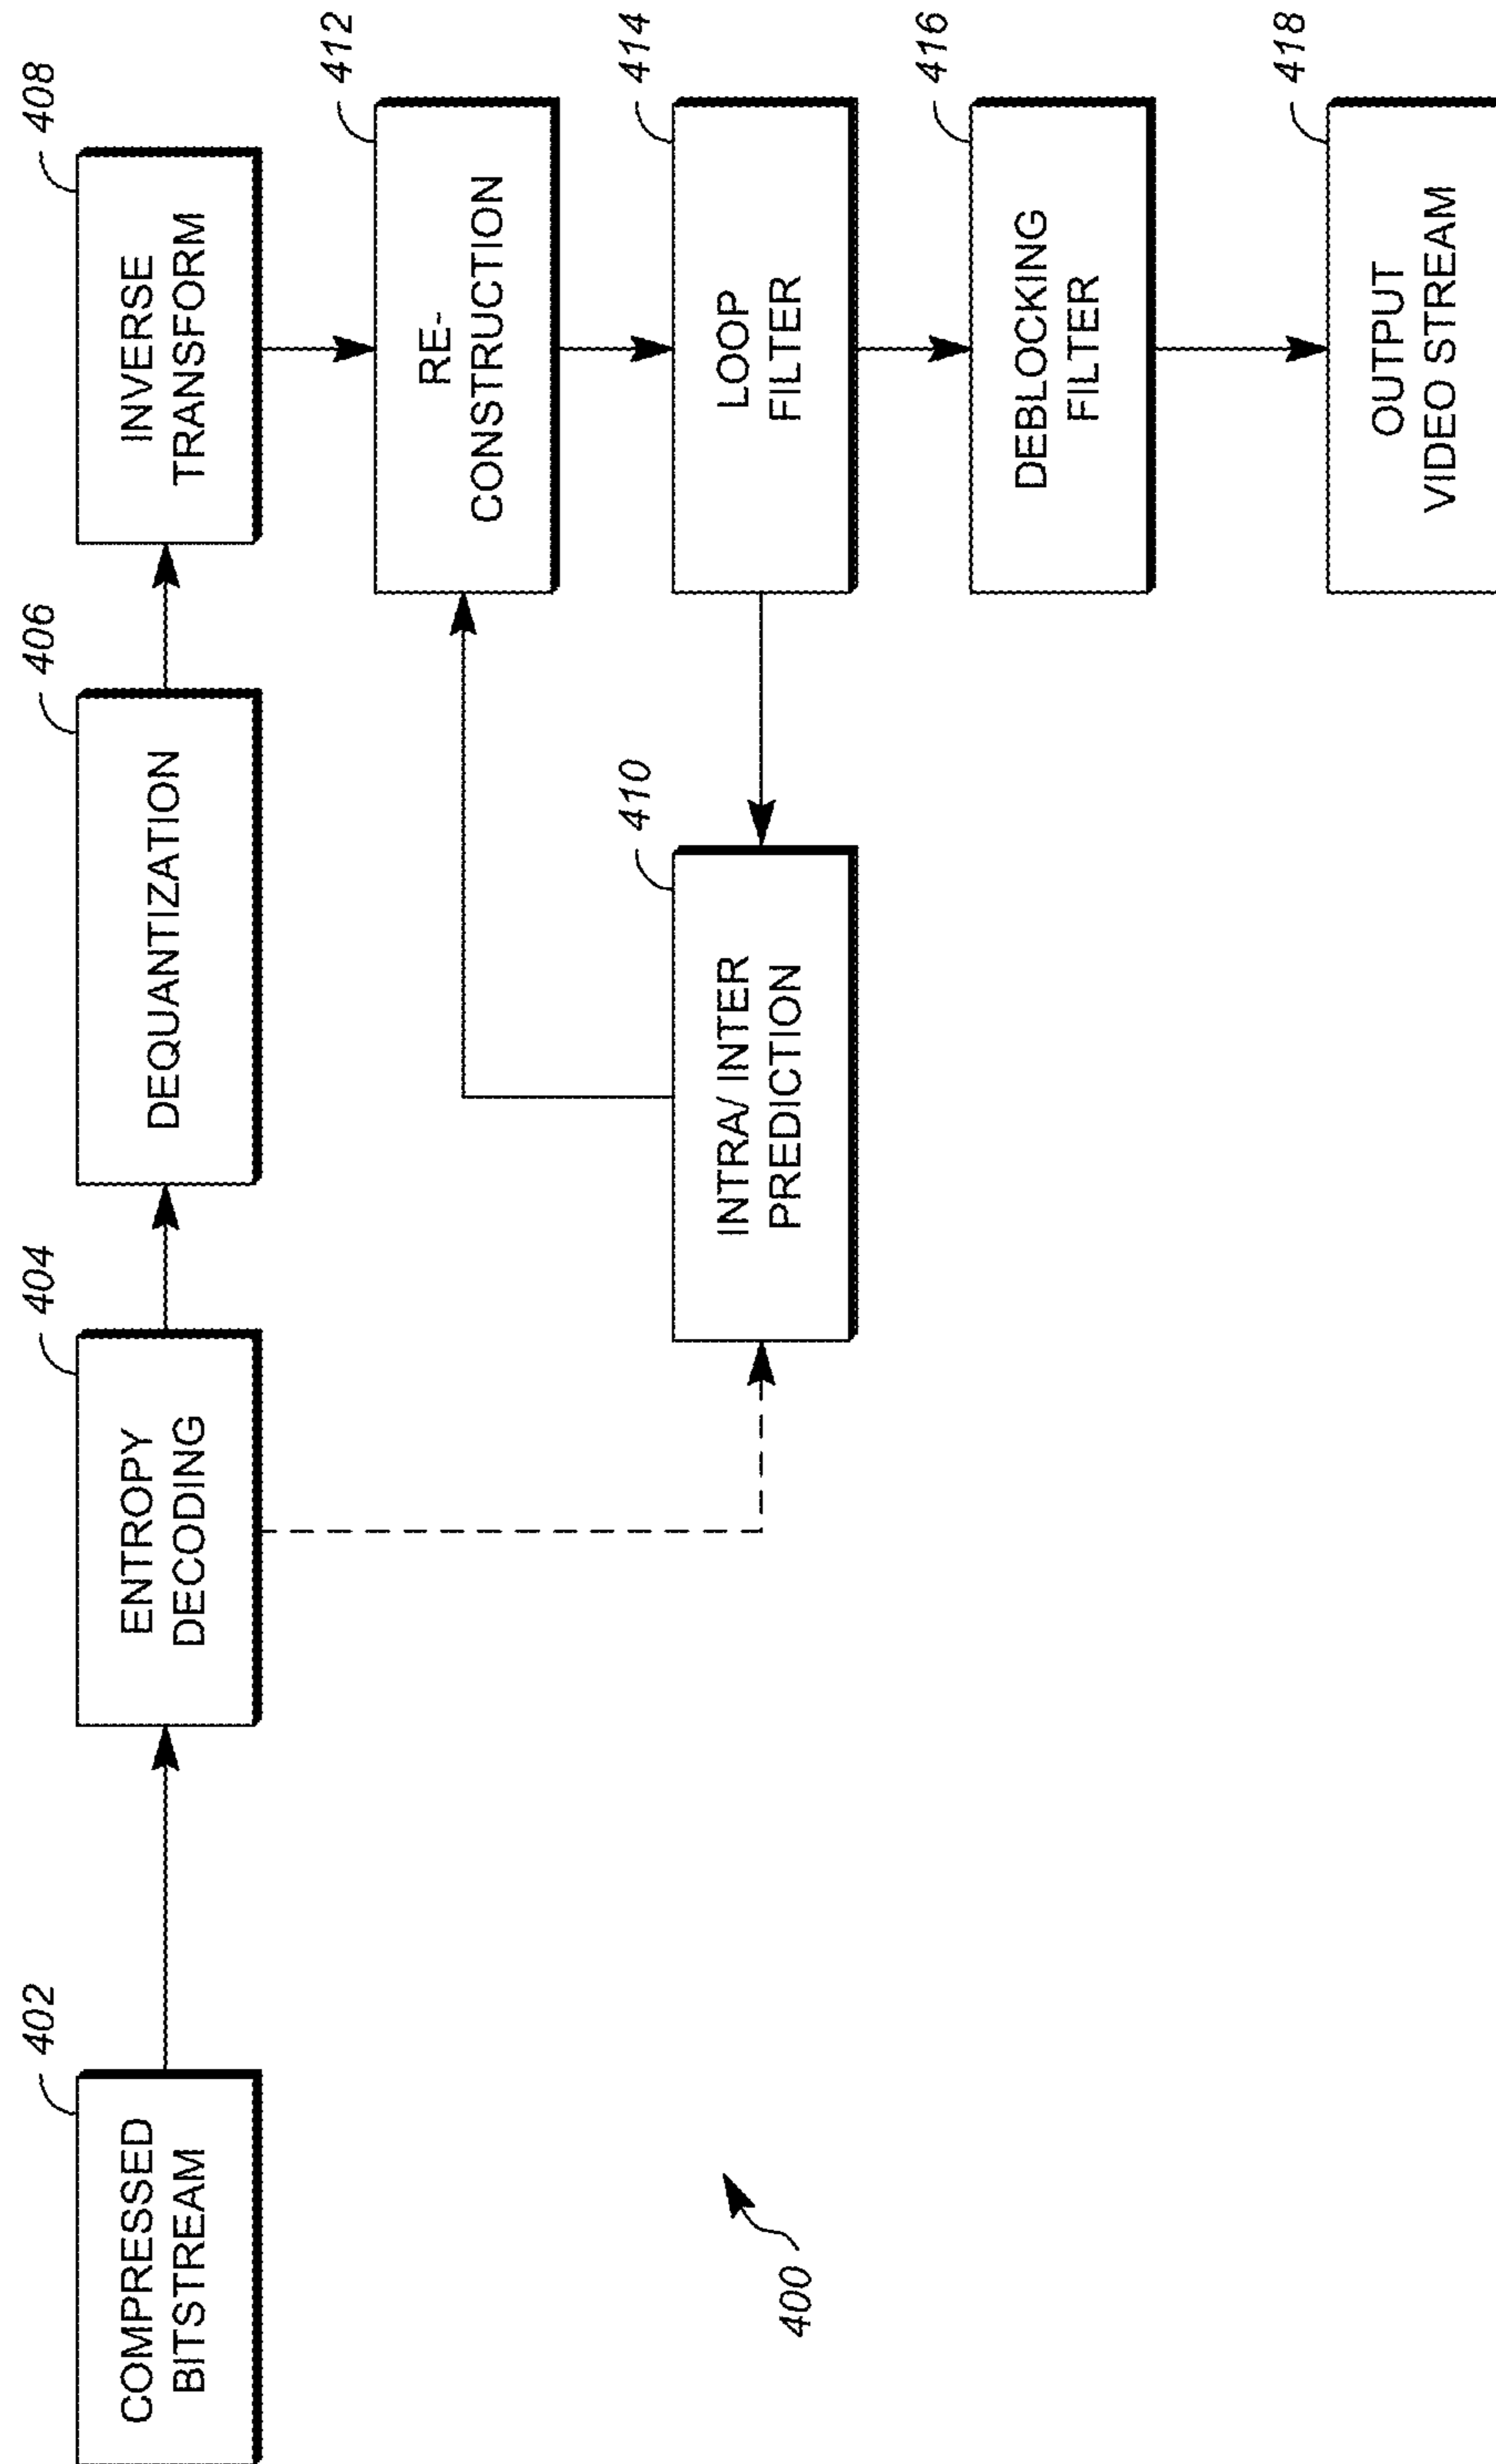 402
COMPRESSED
BITSTREAM
404
ENTROPY
DECODING
406
DEQUANTIZATION
408
INVERSE
TRANSFORM
412
RE-
CONSTRUCTION
410
INTRA/ INTER
PREDICTION
414
LOOP
FILTER
416
DEBLOCKING
FILTER
418
OUTPUT
VIDEO STREAM
400